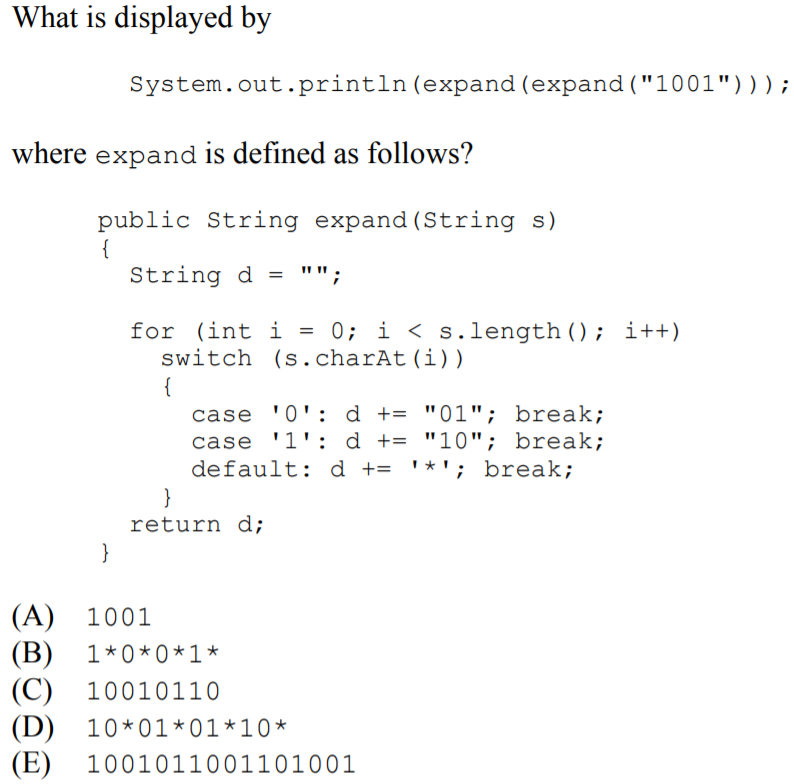 What is displayed by
System.out.println(expand(expand("1001")));
where expand is defined as follows?
public String expand(String s)
{
String d = "";
for (int i = 0; i < s.length(); i++)
switch (s.charAt(i))
{
case '0': d += "01"; break;
case '1': d += "10"; break;
default: d += '*'; break;
}
return d;
}
(A) 1001
(B) 1*0*0*1*
(C) 10010110
(D) 10*01*01*10*
(E) 1001011001101001